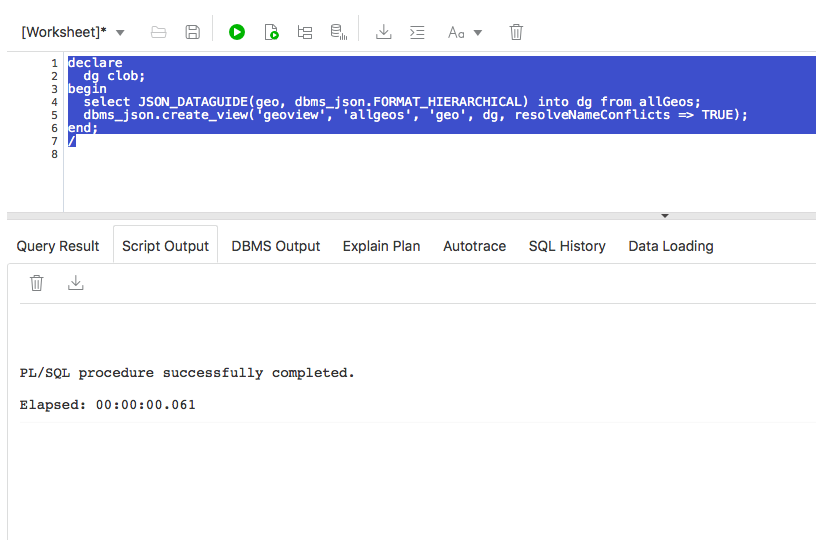 [Worksheet]*
Aa
1 declare
2   dg clob;
3 begin
4   select JSON_DATAGUIDE(geo, dbms_json.FORMAT_HIERARCHICAL) into dg from allGeos;
5   dbms_json.create_view('geoview', 'allgeos', 'geo', dg, resolveNameConflicts => TRUE);
6 end;
7 /
8
Query Result Script Output DBMS Output Explain Plan Autotrace SQL History Data Loading
PL/SQL procedure successfully completed.
Elapsed: 00:00:00.061